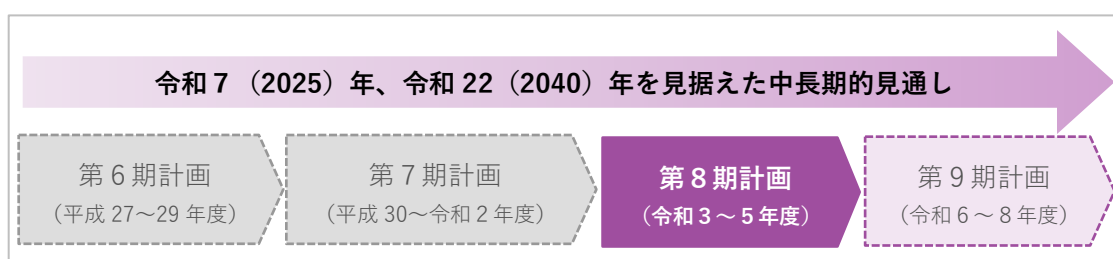 令和７（2025）年、令和 22（2040）年を見据えた中長期的見通し
第６期計画
（平成 27～29 年度）
第７期計画
（平成 30～令和２年度）
第８期計画
（令和３～５年度）
第９期計画
（令和６～８年度）